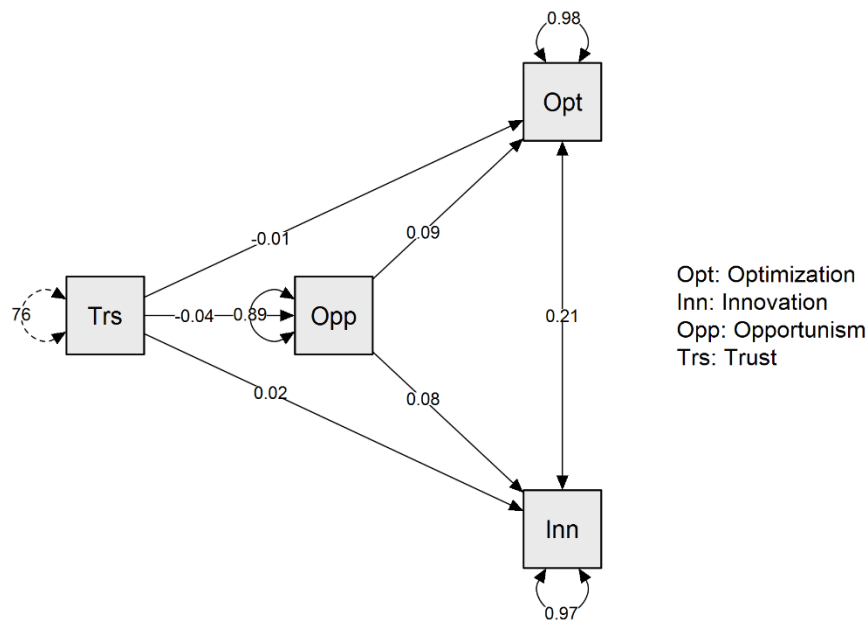 0.98
Opt
-0.01
0.09
76
Trs
-0.04
0.89
Opp
0.21
0.02
0.08
Inn
0.97
Opt: Optimization
Inn: Innovation
Opp: Opportunism
Trs: Trust